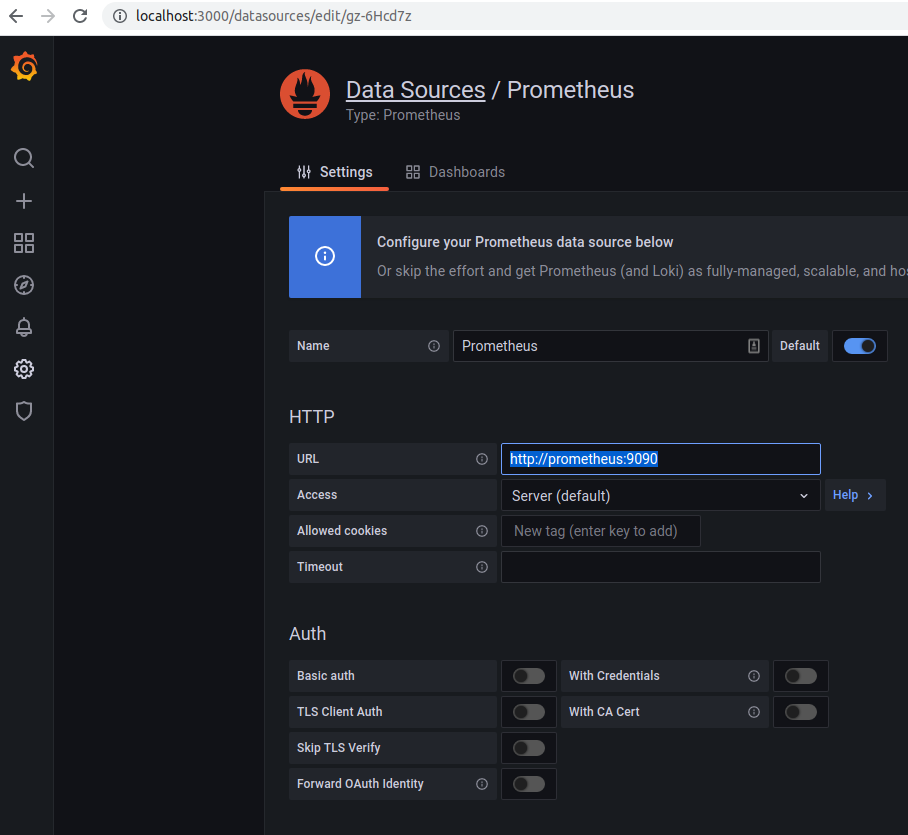 localhost:3000/datasources/edit/gz-6Hcd7z
Data Sources / Prometheus
Type: Prometheus
Settings
Dashboards
Configure your Prometheus data source below
Or skip the effort and get Prometheus (and Loki) as fully-managed, scalable, and hos
Name
Prometheus
Default
HTTP
URL
http://prometheus:9090
Access
Server (default)
Help
Allowed cookies
New tag (enter key to add)
Timeout
Auth
Basic auth
With Credentials
TLS Client Auth
With CA Cert
Skip TLS Verify
Forward OAuth Identity